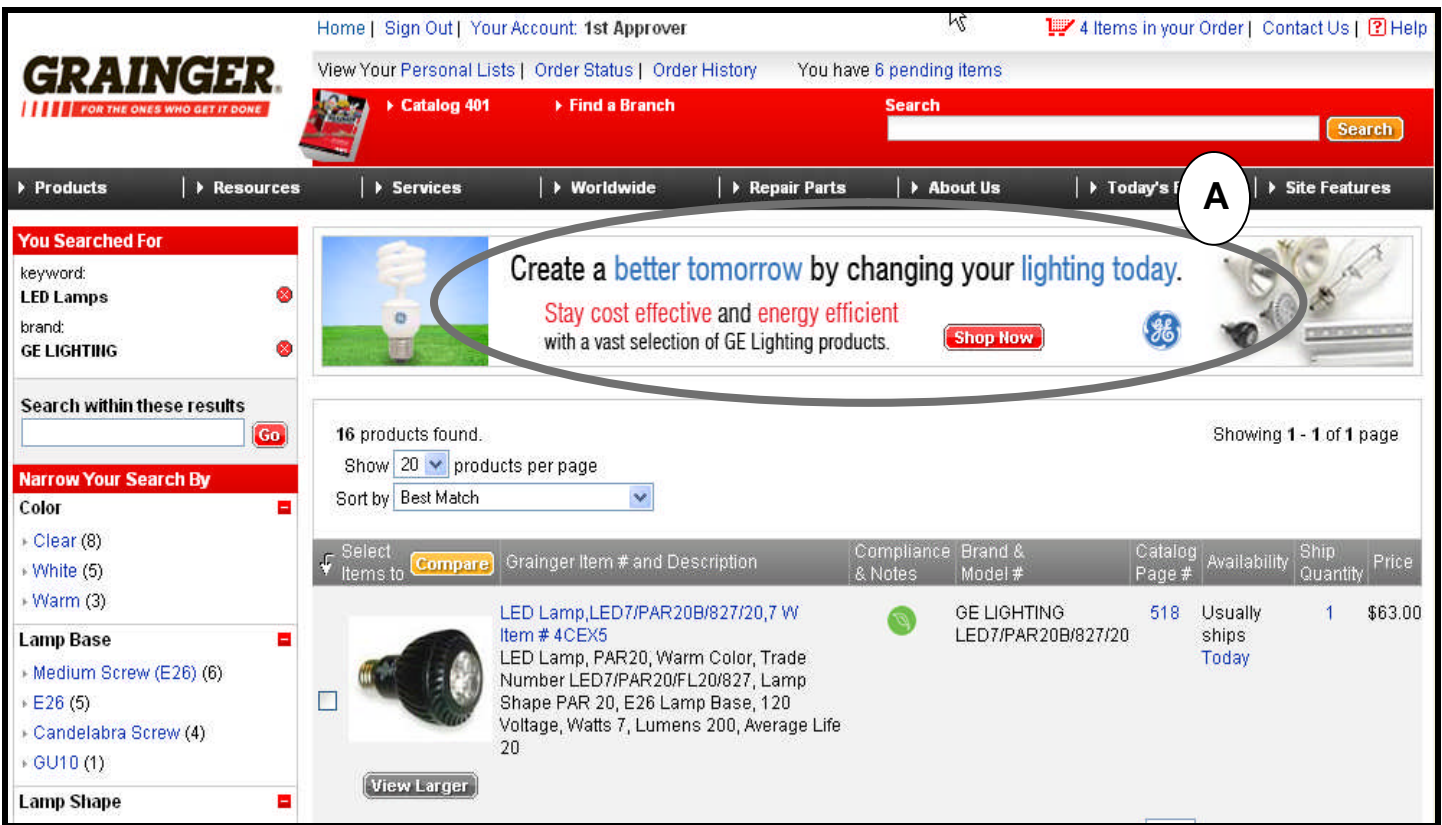 Home | Sign Out | Your Account: 1st Approver
4 Items in your Order | Contact Us | ? Help
GRAINGER®
FOR THE ONES WHO GET IT DONE
View Your Personal Lists | Order Status | Order History You have 6 pending items
Catalog 401 Find a Branch Search
Search
Products Resources Services Worldwide Repair Parts About Us Today's Site Features
A
You Searched For
keyword:
LED Lamps
brand:
GE LIGHTING
Search within these results
Go
Narrow Your Search By
Color
Clear (8)
White (5)
Warm (3)
Lamp Base
Medium Screw (E26) (6)
E26 (5)
Candelabra Screw (4)
GU10 (1)
Lamp Shape
Create a better tomorrow by changing your lighting today.
Stay cost effective and energy efficient
with a vast selection of GE Lighting products.
Shop Now
GE
16 products found.
Showing 1 - 1 of 1 page
Show 20 products per page
Sort by Best Match
Select Items to Compare
Grainger Item # and Description
Compliance & Notes
Brand & Model #
Catalog Page #
Availability
Ship Quantity
Price
LED Lamp,LED7/PAR20B/827/20,7 W
Item # 4CEX5
LED Lamp, PAR20, Warm Color, Trade
Number LED7/PAR20/FL20/827, Lamp
Shape PAR 20, E26 Lamp Base, 120
Voltage, Watts 7, Lumens 200, Average Life
20
GE LIGHTING
LED7/PAR20B/827/20
518
Usually
ships
Today
1
$63.00
View Larger